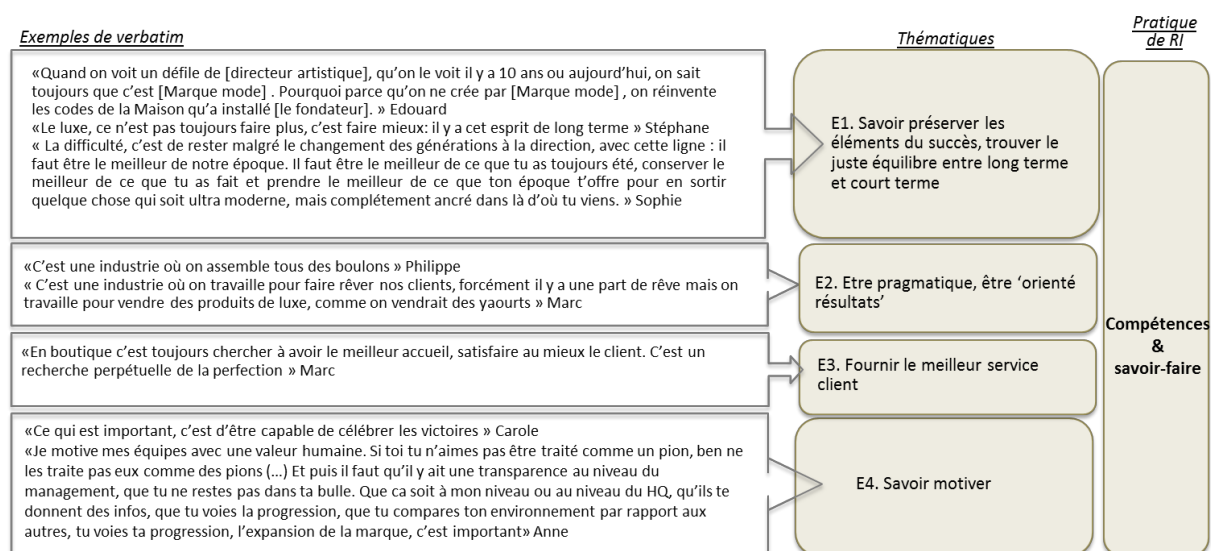 Exemples de verbatim
Thématiques
Pratique
de RI
«Quand on voit un défile de [directeur artistique], qu'on le voit il y a 10 ans ou aujourd'hui, on sait
toujours que c'est [Marque mode] . Pourquoi parce qu'on ne crée par [Marque mode] , on réinvente
les codes de la Maison qu'a installé [le fondateur]. » Edouard
«Le luxe, ce n'est pas toujours faire plus, c'est faire mieux: il y a cet esprit de long terme » Stéphane
« La difficulté, c'est de rester malgré le changement des générations à la direction, avec cette ligne : il
faut être le meilleur de notre époque. Il faut être le meilleur de ce que tu as toujours été, conserver le
meilleur de ce que tu as fait et prendre le meilleur de ce que ton époque t'offre pour en sortir
quelque chose qui soit ultra moderne, mais complétement ancré dans là d'où tu viens. » Sophie
E1. Savoir préserver les
éléments du succès, trouver le
juste équilibre entre long terme
et court terme
«C'est une industrie où on assemble tous des boulons » Philippe
« C'est une industrie où on travaille pour faire rêver nos clients, forcément il y a une part de rêve mais on
travaille pour vendre des produits de luxe, comme on vendrait des yaourts » Marc
E2. Etre pragmatique, être 'orienté
résultats'
«En boutique c'est toujours chercher à avoir le meilleur accueil, satisfaire au mieux le client. C'est un
recherche perpétuelle de la perfection » Marc
E3. Fournir le meilleur service
client
«Ce qui est important, c'est d'être capable de célébrer les victoires » Carole
«Je motive mes équipes avec une valeur humaine. Si toi tu n'aimes pas être traité comme un pion, ben ne
les traite pas eux comme des pions (…) Et puis il faut qu'il y ait une transparence au niveau du
management, que tu ne restes pas dans ta bulle. Que ca soit à mon niveau ou au niveau du HQ, qu'ils te
donnent des infos, que tu voies la progression, que tu compares ton environnement par rapport aux
autres, tu voies ta progression, l'expansion de la marque, c'est important» Anne
E4. Savoir motiver
Compétences
&
savoir-faire